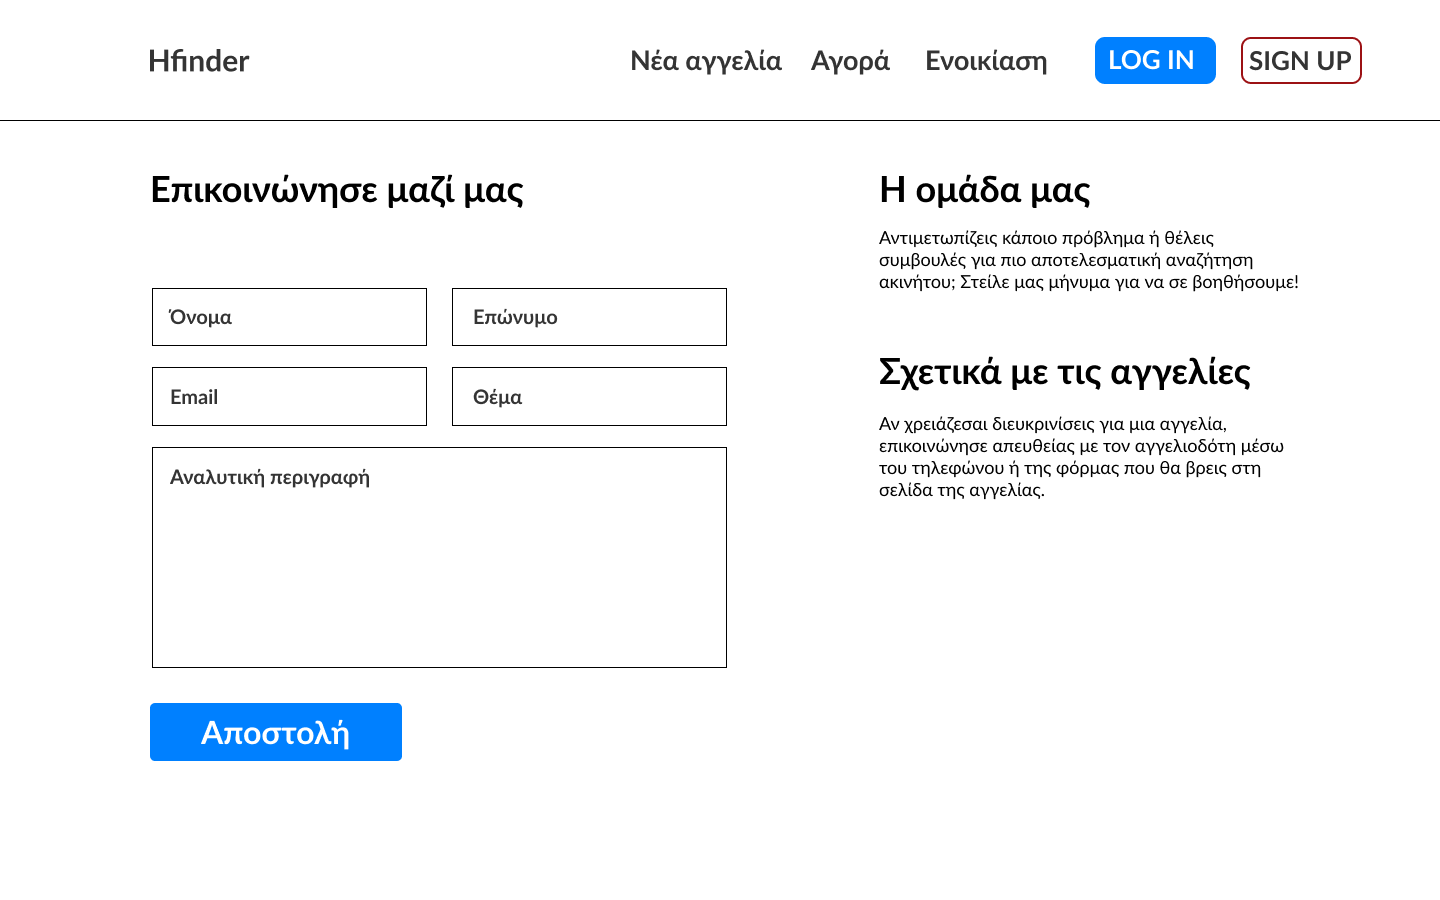 Hfinder
Νέα αγγελία
Αγορά
Ενοικίαση
LOG IN
SIGN UP
Επικοινώνησε μαζί μας
Όνομα
Επώνυμο
Email
Θέμα
Αναλυτική περιγραφή
Αποστολή
Η ομάδα μας
Αντιμετωπίζεις κάποιο πρόβλημα ή θέλεις
συμβουλές για πιο αποτελεσματική αναζήτηση
ακινήτου; Στείλε μας μήνυμα για να σε βοηθήσουμε!
Σχετικά με τις αγγελίες
Αν χρειάζεσαι διευκρινίσεις για μια αγγελία,
επικοινώνησε απευθείας με τον αγγελιοδότη μέσω
του τηλεφώνου ή της φόρμας που θα βρεις στη
σελίδα της αγγελίας.